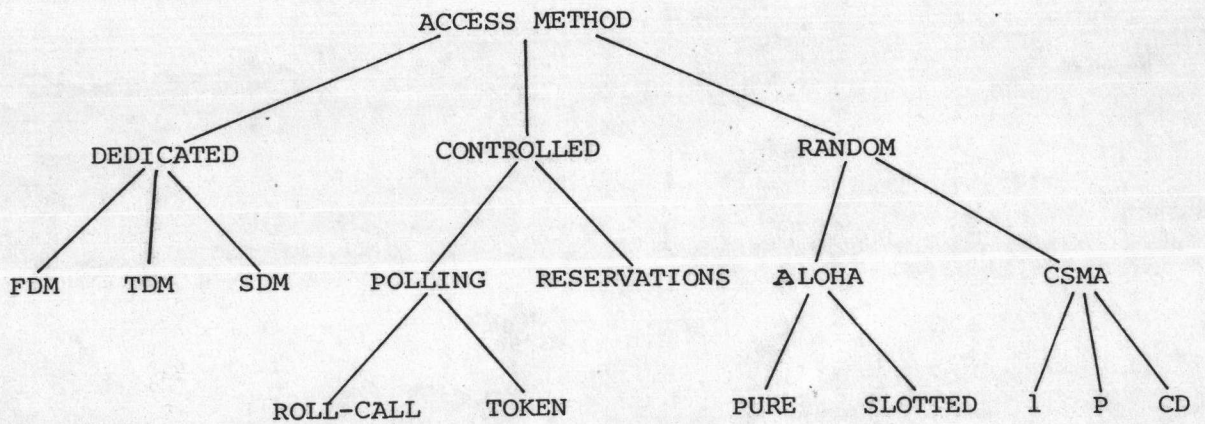 ACCESS METHOD
DEDICATED CONTROLLED RANDOM
FDM TDM SDM POLLING RESERVATIONS ALOHA CSMA
ROLL-CALL TOKEN PURE SLOTTED 1 P CD